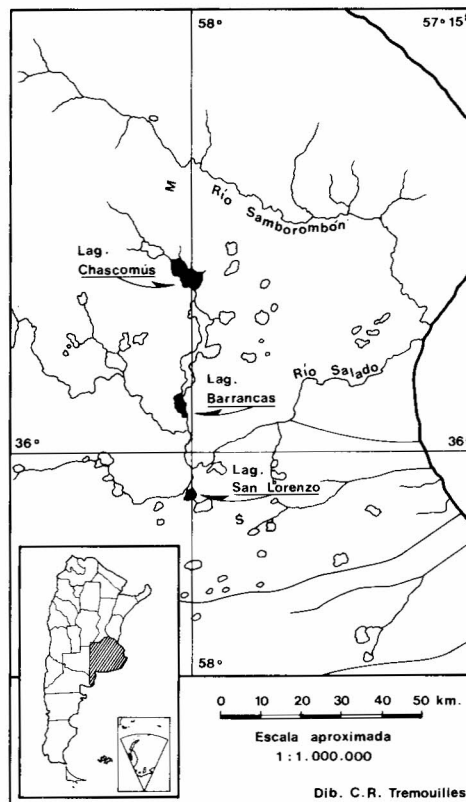 58°
57°15'
M
Río Samborombón
Lag.
Chascomús
Río Salado
Lag.
Barrancas
36°
36°
Lag.
San Lorenzo
S
58°
0 10 20 30 40 50 km.
Escala aproximada
1:1.000.000
Dib. C.R. Tremouilles